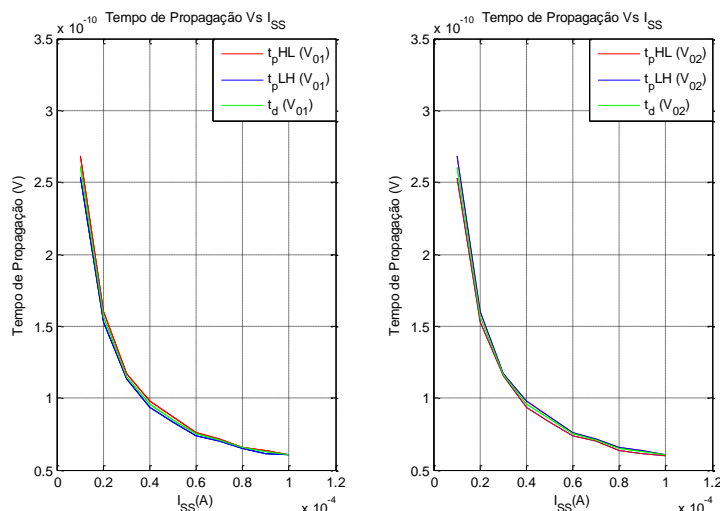 Tempo de Propagação Vs I_SS
x 10^-10
3.5
3
2.5
2
1.5
1
0.5
Tempo de Propagação (V)
t_pHL (V_01)
t_pLH (V_01)
t_d (V_01)
0
0.2
0.4
0.6
0.8
1
1.2
I_SS(A)
x 10^-4
Tempo de Propagação Vs I_SS
x 10^-10
3.5
3
2.5
2
1.5
1
0.5
Tempo de Propagação (V)
t_pHL (V_02)
t_pLH (V_02)
t_d (V_02)
0
0.2
0.4
0.6
0.8
1
1.2
I_SS(A)
x 10^-4